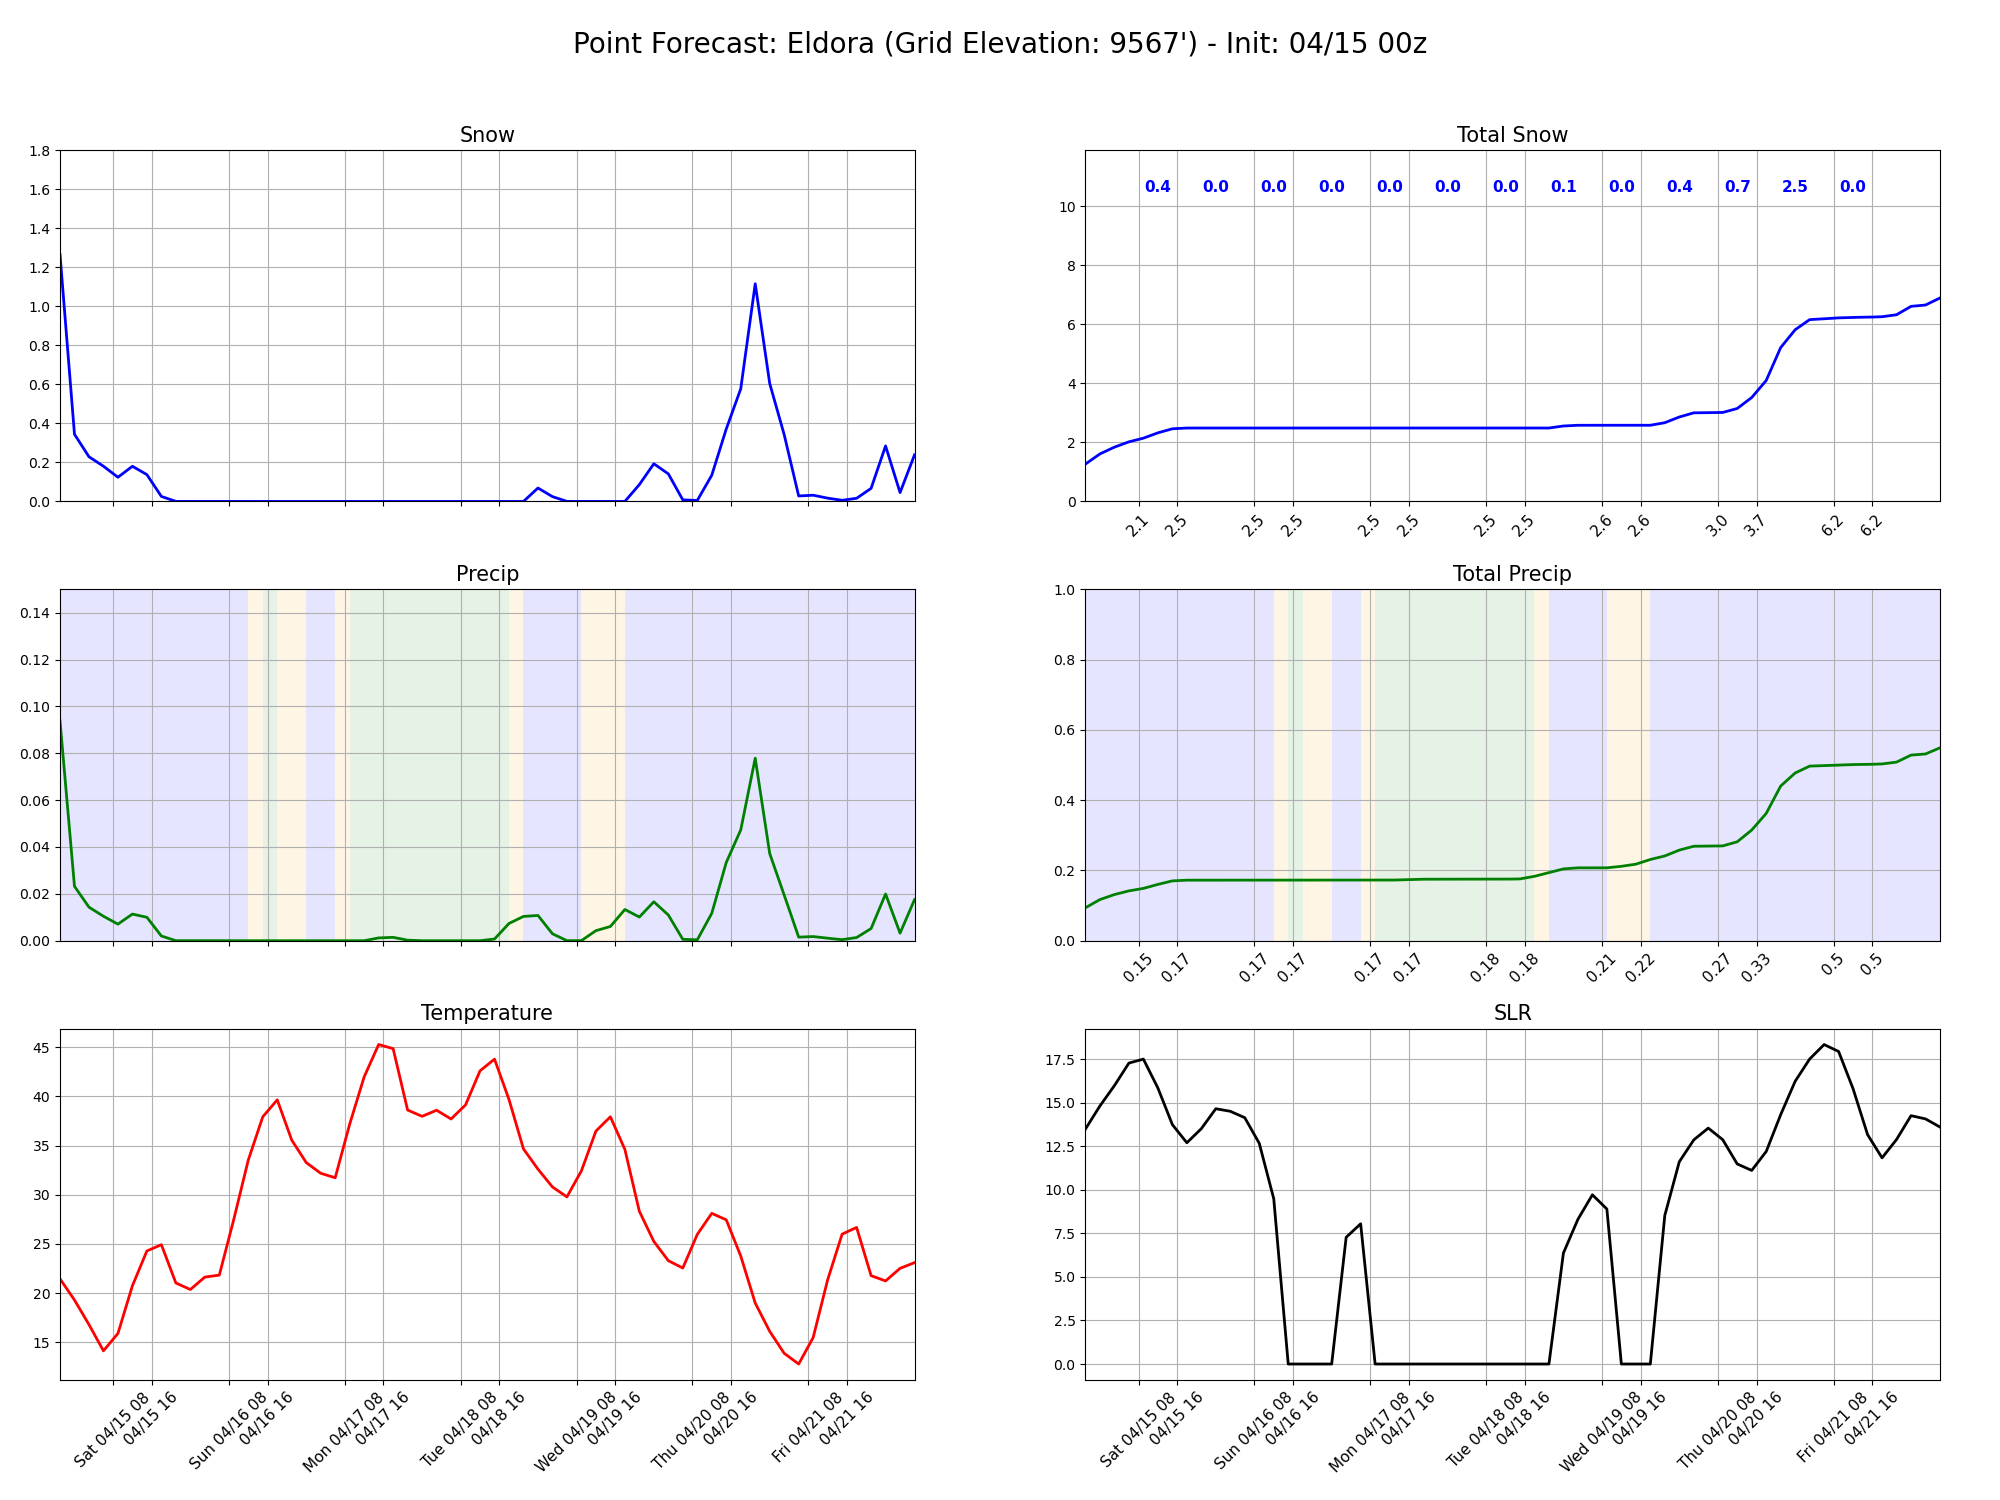 Point Forecast: Eldora (Grid Elevation: 9567') - Init: 04/15 00z
Snow
1.8
1.6
1.4
1.2
1.0
0.8
0.6
0.4
0.2
0.0
Total Snow
0.4 0.0 0.0 0.0 0.0 0.0 0.0 0.1 0.0 0.4 0.7 2.5 0.0
10
8
6
4
2
0
2.1 2.5 2.5 2.5 2.5 2.5 2.5 2.5 2.6 2.6 3.0 3.7 6.2 6.2
Precip
0.14
0.12
0.10
0.08
0.06
0.04
0.02
0.00
Total Precip
1.0
0.8
0.6
0.4
0.2
0.0
0.15 0.17 0.17 0.17 0.17 0.17 0.18 0.18 0.21 0.22 0.27 0.33 0.5 0.5
Temperature
45
40
35
30
25
20
15
Sat 04/15 08
04/15 16
Sun 04/16 08
04/16 16
Mon 04/17 08
04/17 16
Tue 04/18 08
04/18 16
Wed 04/19 08
04/19 16
Thu 04/20 08
04/20 16
Fri 04/21 08
04/21 16
SLR
17.5
15.0
12.5
10.0
7.5
5.0
2.5
0.0
Sat 04/15 08
04/15 16
Sun 04/16 08
04/16 16
Mon 04/17 08
04/17 16
Tue 04/18 08
04/18 16
Wed 04/19 08
04/19 16
Thu 04/20 08
04/20 16
Fri 04/21 08
04/21 16